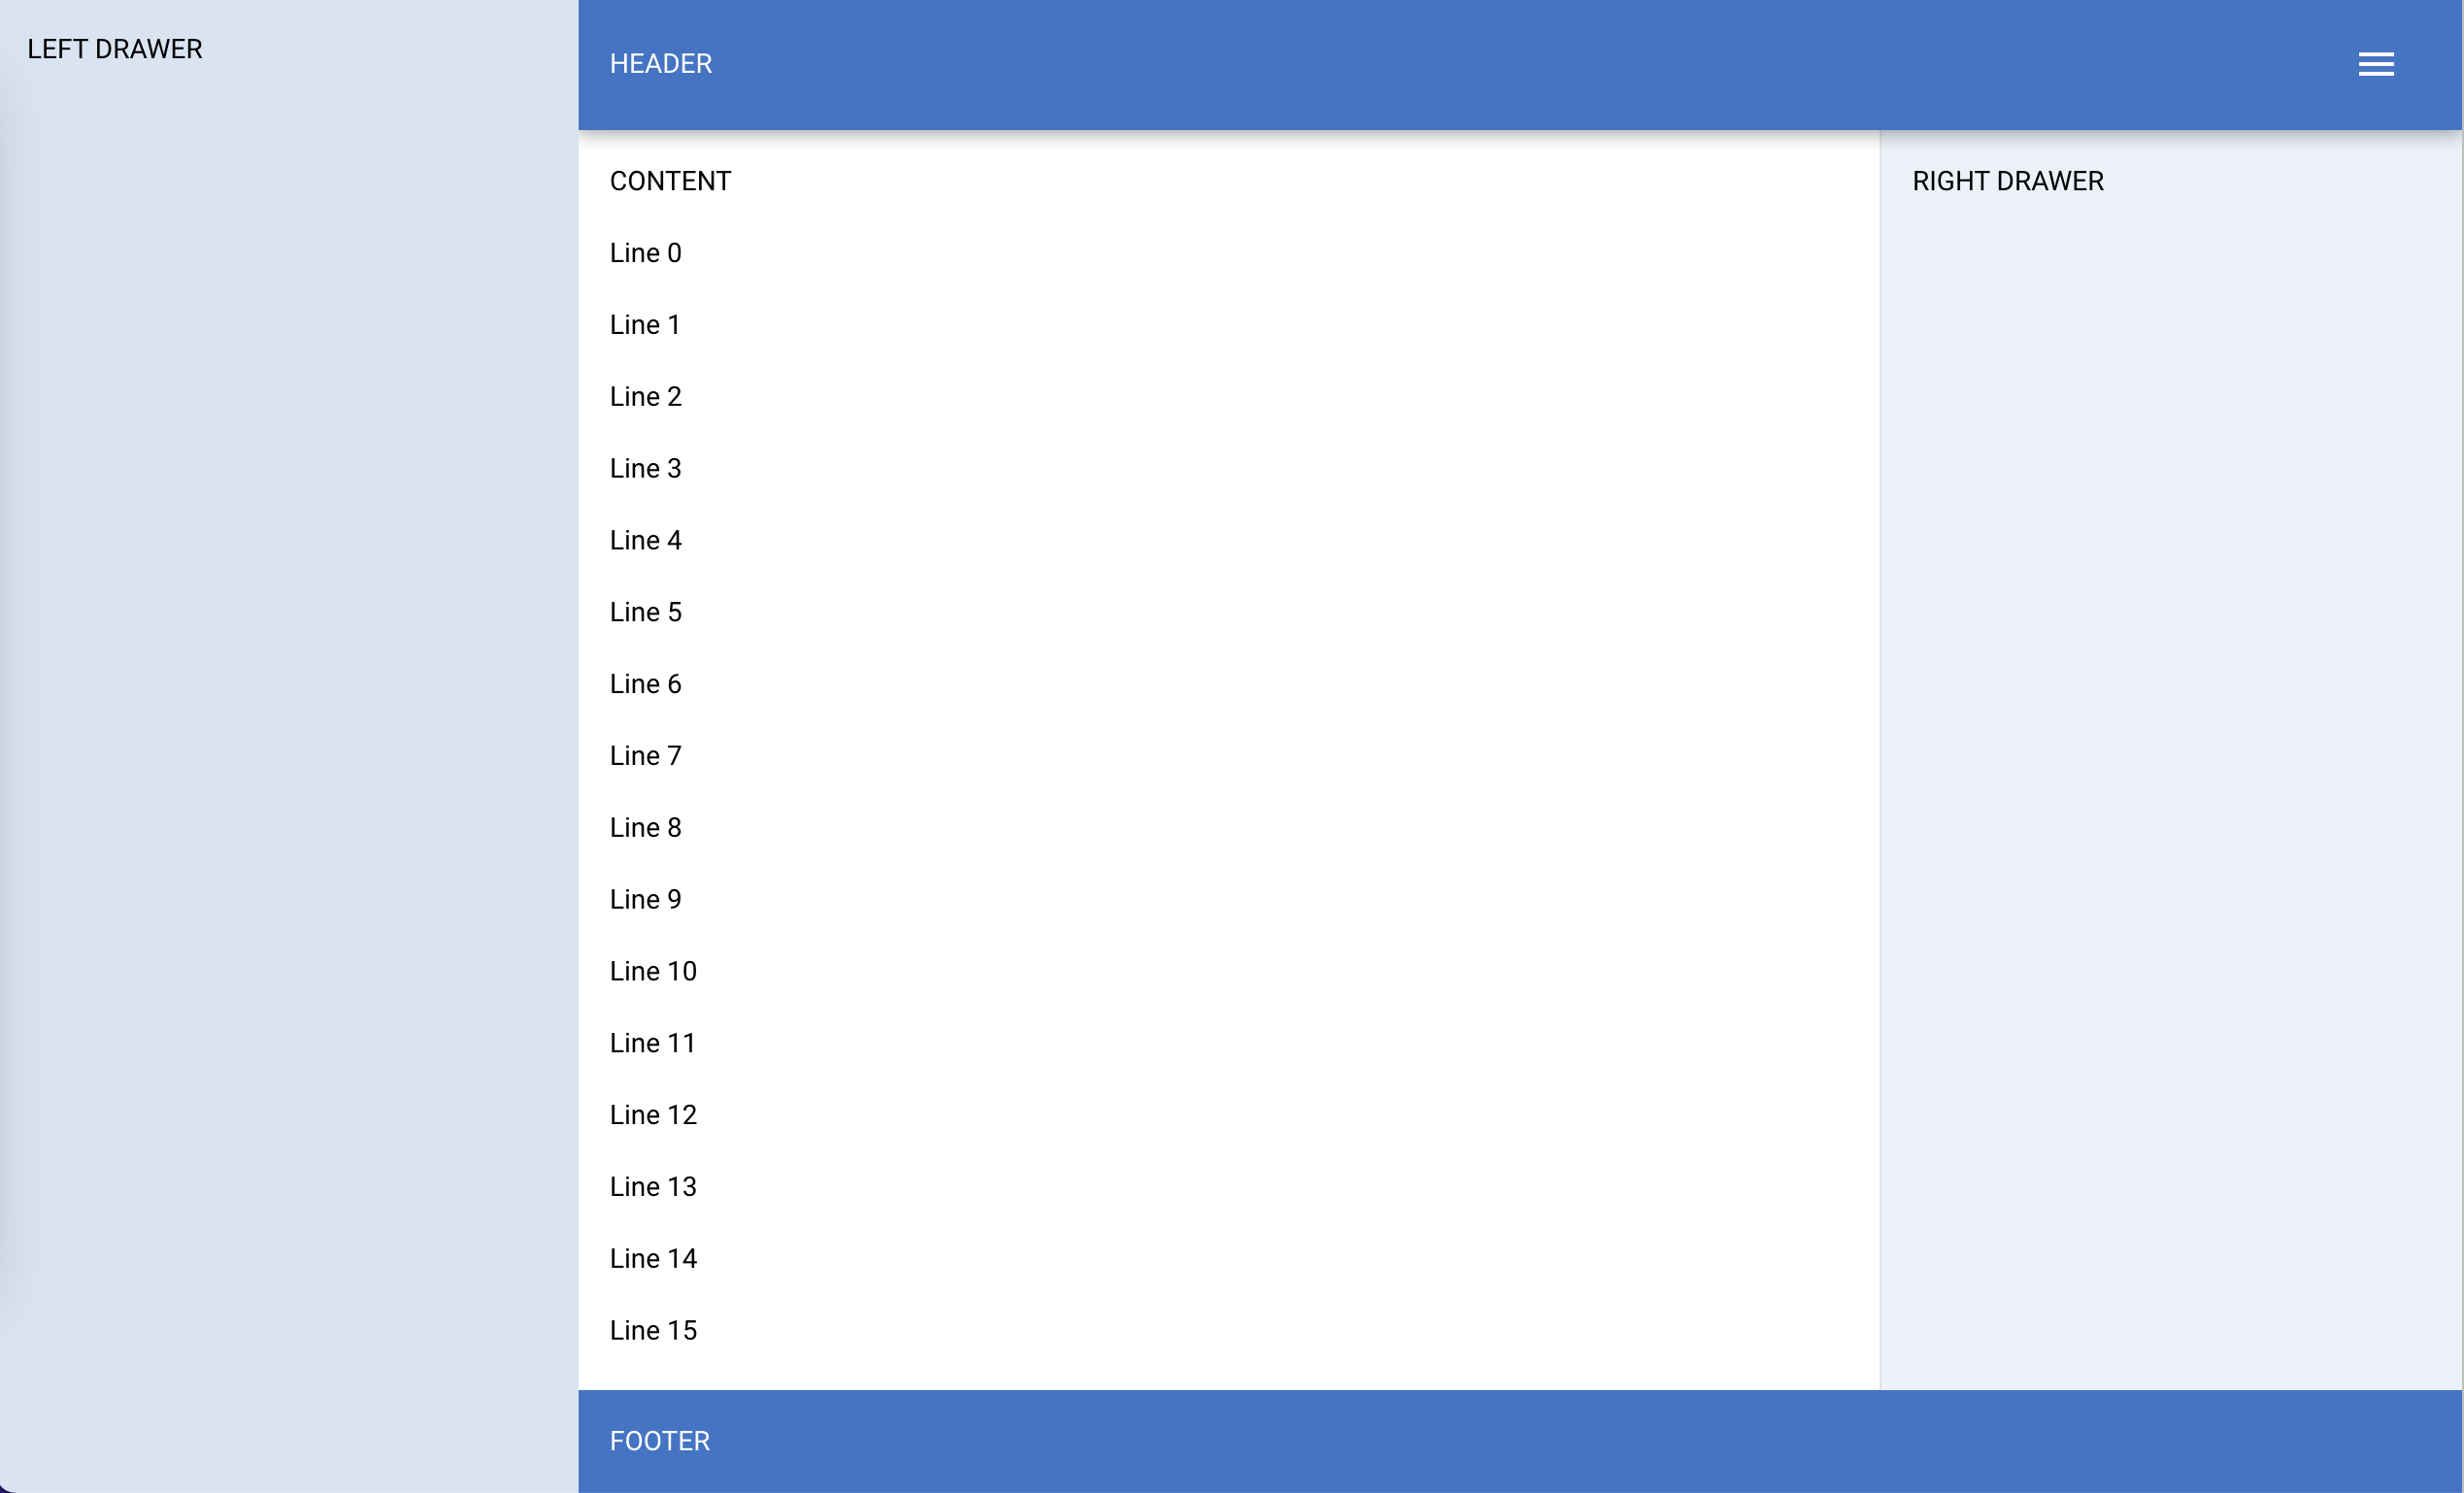 LEFT DRAWER
HEADER
CONTENT
Line 0
Line 1
Line 2
Line 3
Line 4
Line 5
Line 6
Line 7
Line 8
Line 9
Line 10
Line 11
Line 12
Line 13
Line 14
Line 15
RIGHT DRAWER
FOOTER